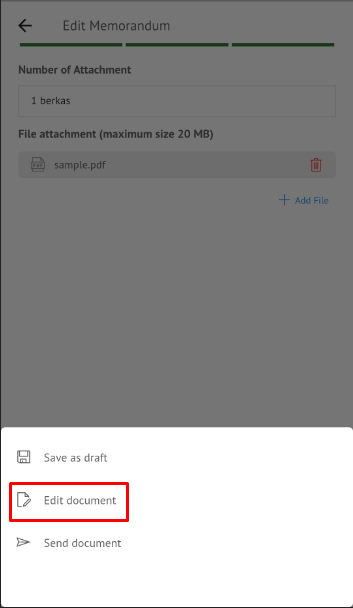 Edit Memorandum
Number of Attachment
1 berkas
File attachment (maximum size 20 MB)
sample.pdf
Add File
Save as draft
Edit document
Send document